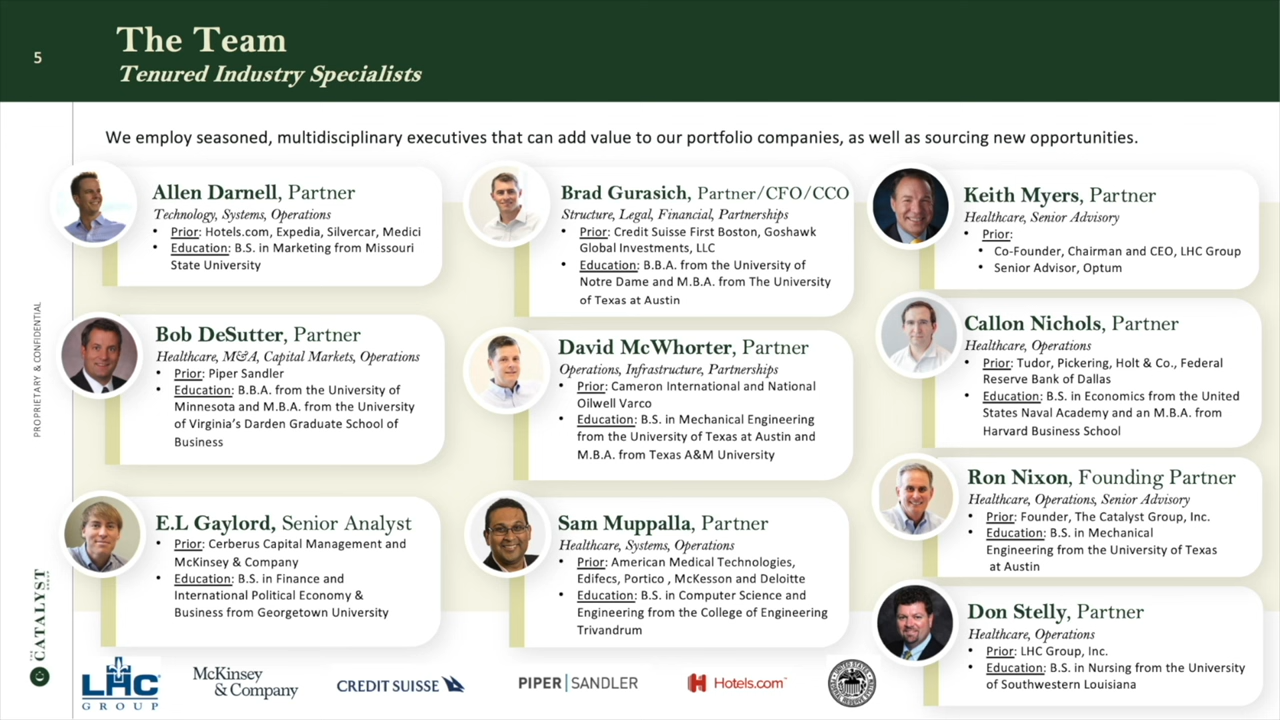 5
The Team
Tenured Industry Specialists
We employ seasoned, multidisciplinary executives that can add value to our portfolio companies, as well as sourcing new opportunities.
Allen Darnell, Partner
Technology, Systems, Operations
• Prior: Hotels.com, Expedia, Silvercar, Medici
• Education: B.S. in Marketing from Missouri
State University
Bob DeSutter, Partner
Healthcare, M&A, Capital Markets, Operations
• Prior: Piper Sandler
• Education: B.B.A. from the University of
Minnesota and M.B.A. from the University
of Virginia's Darden Graduate School of
Business
E.L Gaylord, Senior Analyst
• Prior: Cerberus Capital Management and
McKinsey & Company
• Education: B.S. in Finance and
International Political Economy &
Business from Georgetown University
Brad Gurasich, Partner/CFO/CCO
Structure, Legal, Financial, Partnerships
• Prior: Credit Suisse First Boston, Goshawk
Global Investments, LLC
• Education: B.B.A. from the University of
Notre Dame and M.B.A. from The University
of Texas at Austin
David McWhorter, Partner
Operations, Infrastructure, Partnerships
• Prior: Cameron International and National
Oilwell Varco
• Education: B.S. in Mechanical Engineering
from the University of Texas at Austin and
M.B.A. from Texas A&M University
Sam Muppalla, Partner
Healthcare, Systems, Operations
• Prior: American Medical Technologies,
Edifecs, Portico , McKesson and Deloitte
• Education: B.S. in Computer Science and
Engineering from the College of Engineering
Trivandrum
Keith Myers, Partner
Healthcare, Senior Advisory
• Prior:
• Co-Founder, Chairman and CEO, LHC Group
• Senior Advisor, Optum
Callon Nichols, Partner
Healthcare, Operations
• Prior: Tudor, Pickering, Holt & Co., Federal
Reserve Bank of Dallas
• Education: B.S. in Economics from the United
States Naval Academy and an M.B.A. from
Harvard Business School
Ron Nixon, Founding Partner
Healthcare, Operations, Senior Advisory
• Prior: Founder, The Catalyst Group, Inc.
• Education: B.S. in Mechanical
Engineering from the University of Texas
at Austin
Don Stelly, Partner
Healthcare, Operations
• Prior: LHC Group, Inc.
• Education: B.S. in Nursing from the University
of Southwestern Louisiana
PROPRIETARY & CONFIDENTIAL
THE
CATALYST
GROUP
LHC
GROUP
McKinsey
& Company
CREDIT SUISSE
PIPER | SANDLER
Hotels.com